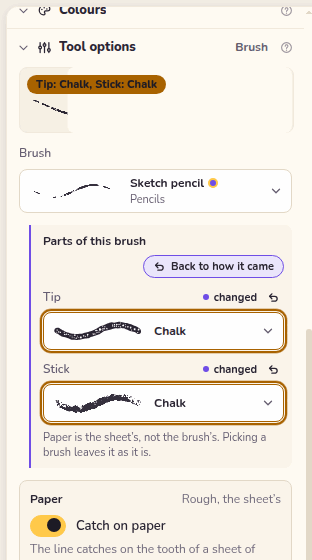 Colours
Tool options
Brush
Tip: Chalk, Stick: Chalk
Brush
Sketch pencil
Pencils
Parts of this brush
Back to how it came
Tip
changed
Chalk
Stick
changed
Chalk
Paper is the sheet's, not the brush's. Picking a
brush leaves it as it is.
Paper
Rough, the sheet's
Catch on paper
The line catches on the tooth of a sheet of